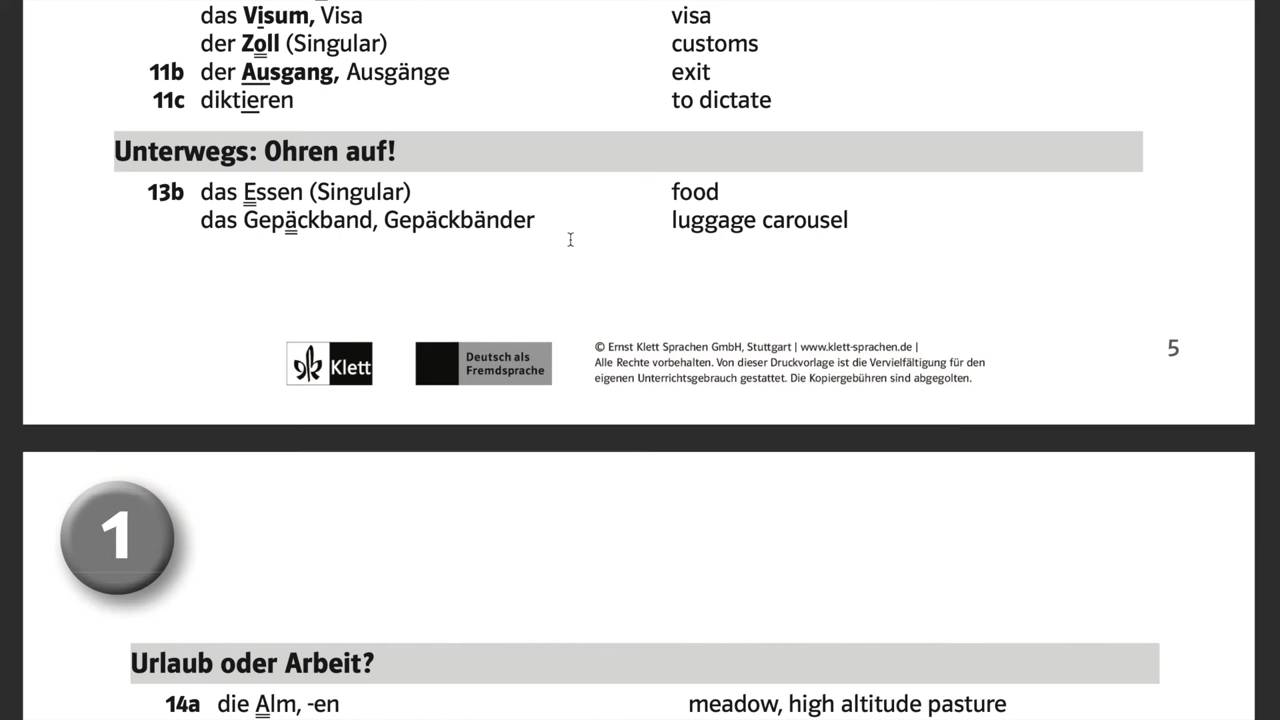 das Visum, Visa visa
der Zoll (Singular) customs
11b der Ausgang, Ausgänge exit
11c diktieren to dictate
Unterwegs: Ohren auf!
13b das Essen (Singular) food
das Gepäckband, Gepäckbänder luggage carousel
Klett
Deutsch als
Fremdsprache
© Ernst Klett Sprachen GmbH, Stuttgart | www.klett-sprachen.de |
Alle Rechte vorbehalten. Von dieser Druckvorlage ist die Vervielfältigung für den
eigenen Unterrichtsgebrauch gestattet. Die Kopiergebühren sind abgegolten.
5
1
Urlaub oder Arbeit?
14a die Alm, -en meadow, high altitude pasture